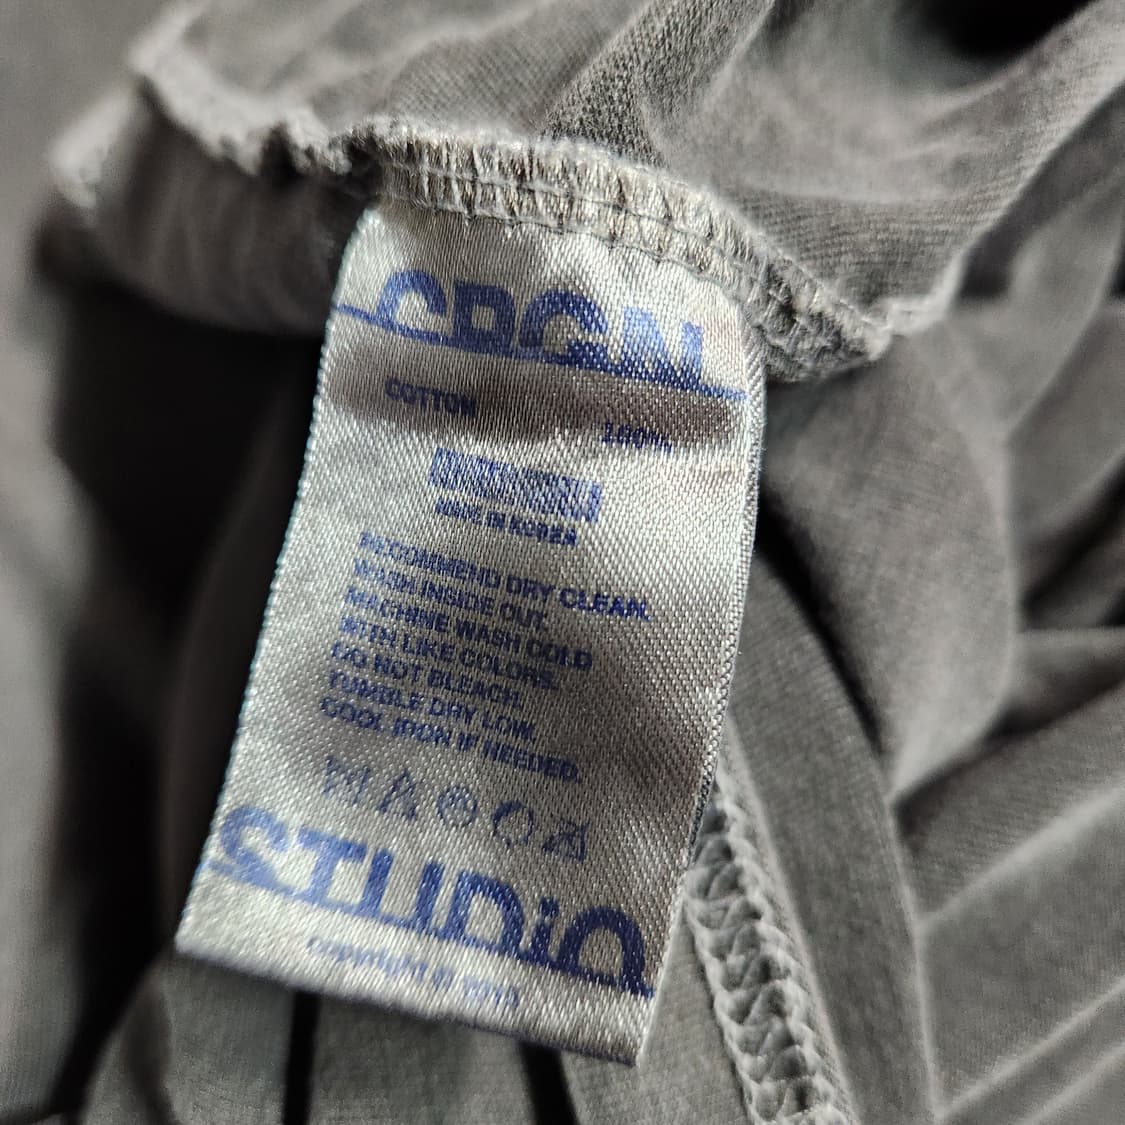 CRGN
COTTON
100%
MADE IN KOREA
RECOMMEND DRY CLEAN.
WASH INSIDE OUT.
MACHINE WASH COLD
WITH LIKE COLORS
DO NOT BLEACH.
TUMBLE DRY LOW.
COOL IRON IF NEEDED.
STUDiO
copyright ©